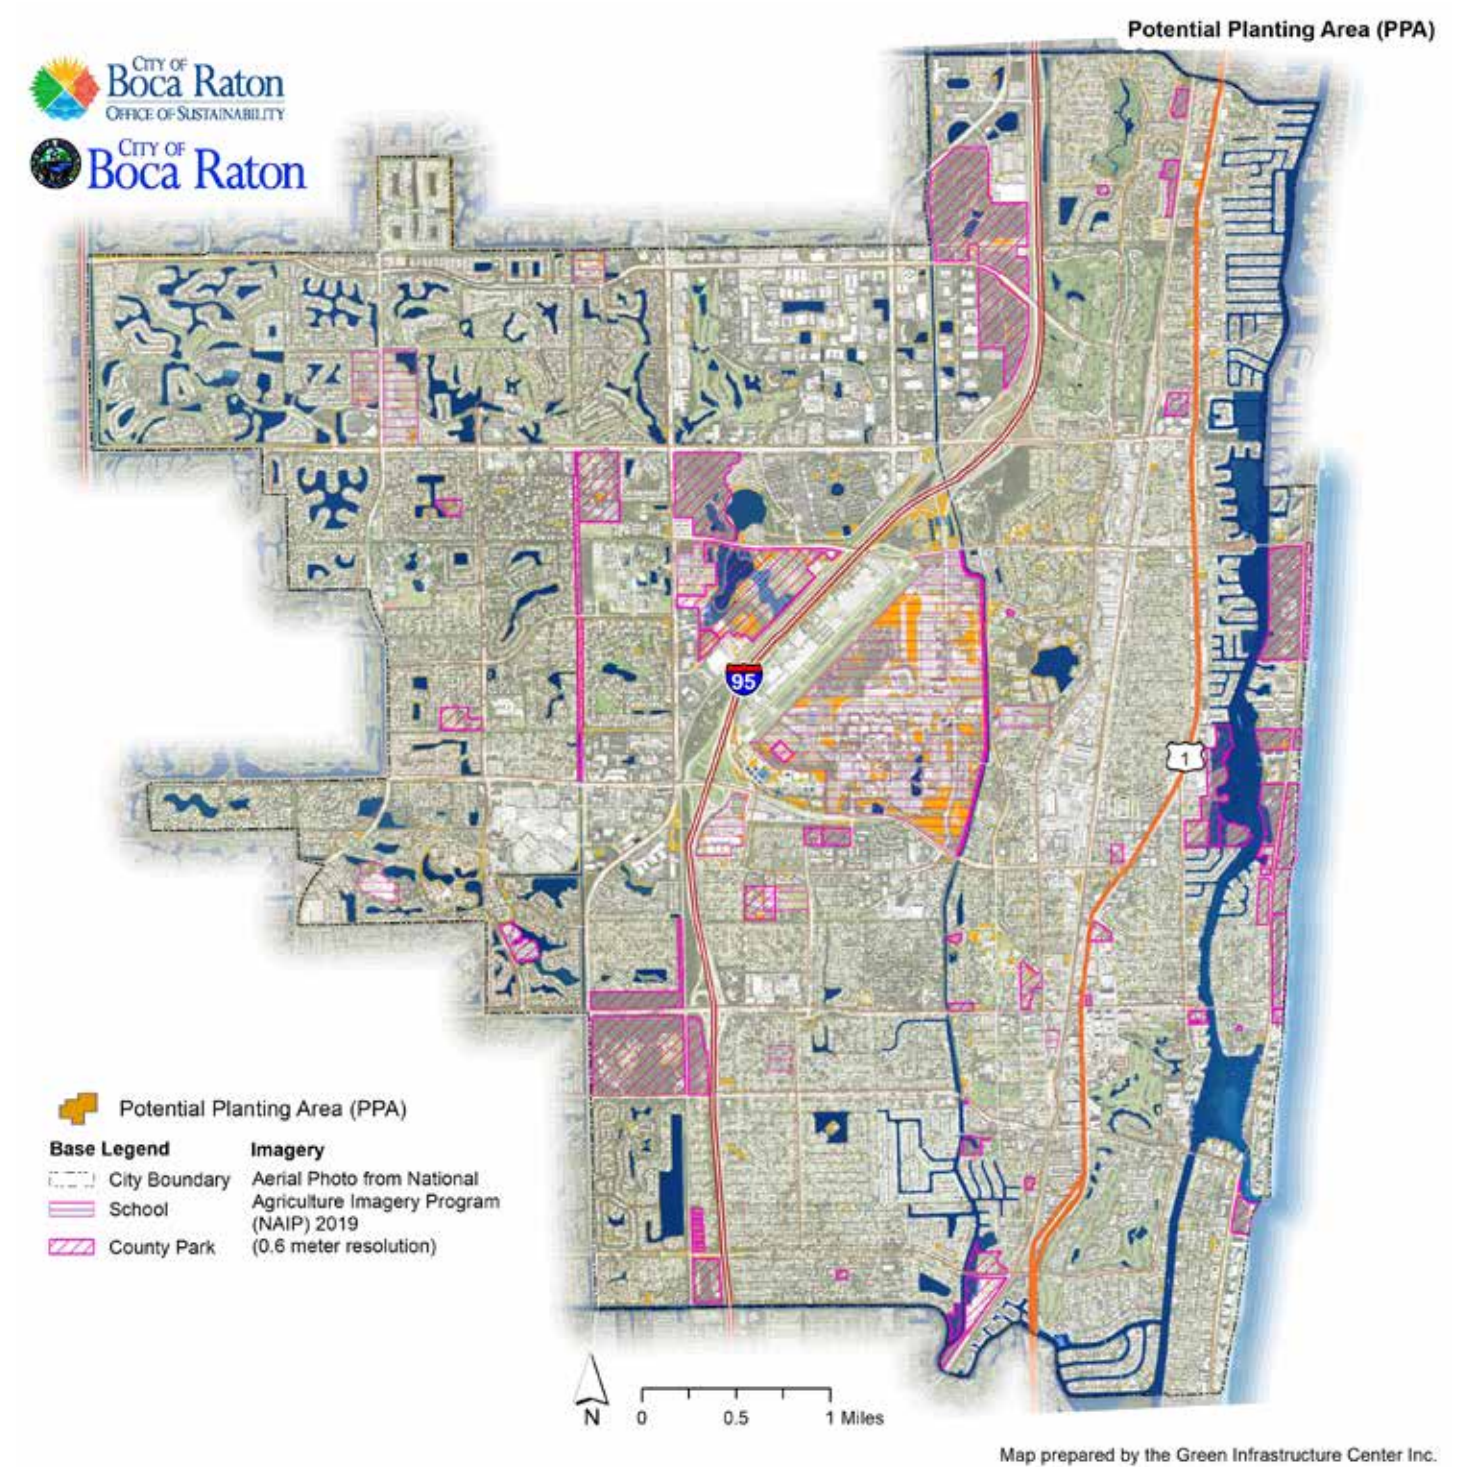 Potential Planting Area (PPA)
CITY OF
Boca Raton
OFFICE OF SUSTAINABILITY
CITY OF
Boca Raton
95
1
Potential Planting Area (PPA)
Base Legend
Imagery
City Boundary
School
County Park
Aerial Photo from National
Agriculture Imagery Program
(NAIP) 2019
(0.6 meter resolution)
N
0 0.5 1 Miles
Map prepared by the Green Infrastructure Center Inc.